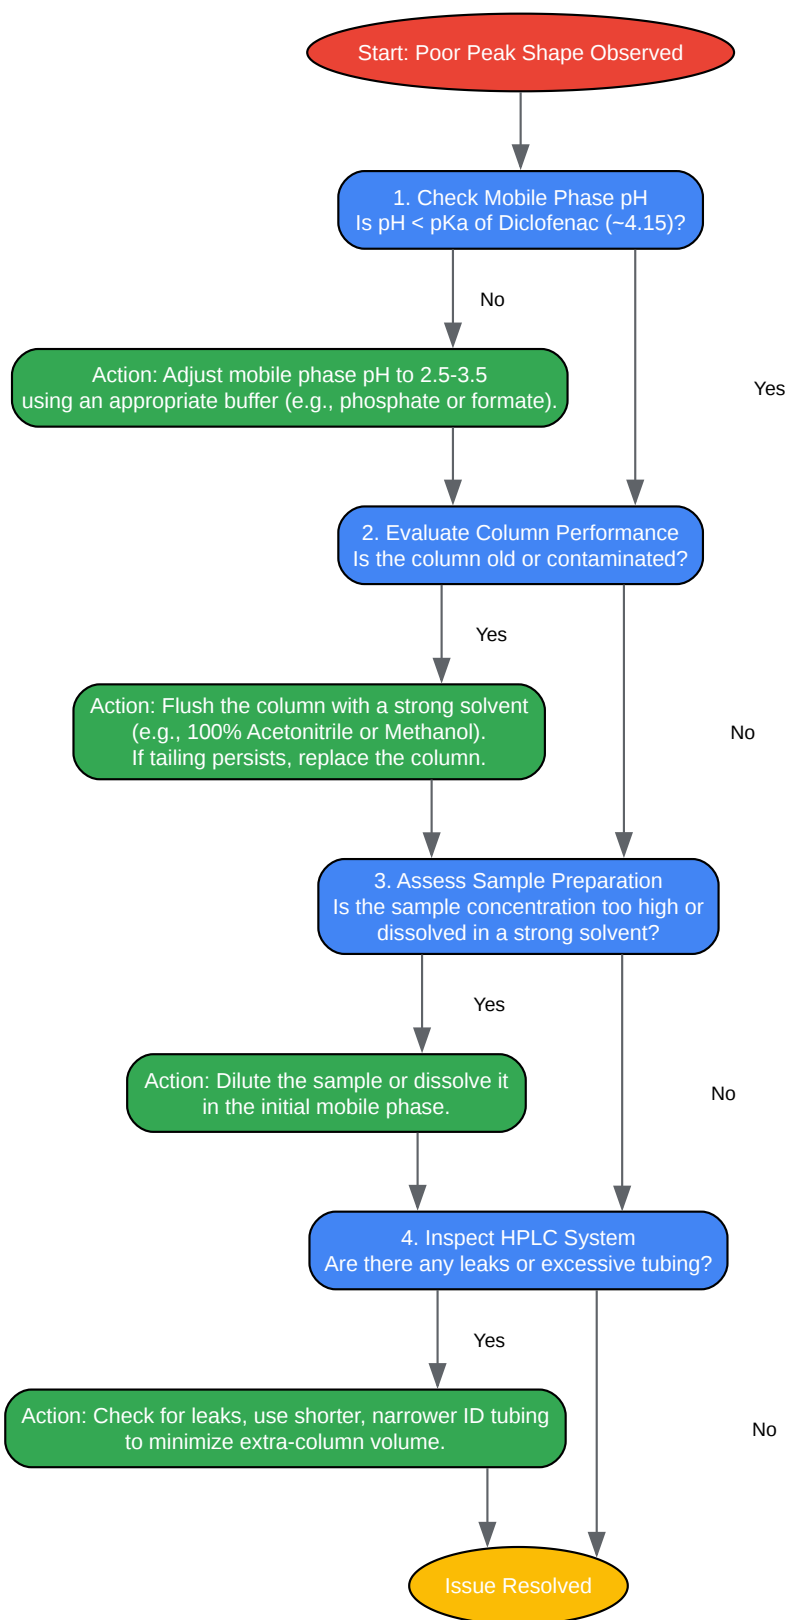 Start: Poor Peak Shape Observed
1. Check Mobile Phase pH
Is pH < pKa of Diclofenac (~4.15)?
No
Action: Adjust mobile phase pH to 2.5-3.5
using an appropriate buffer (e.g., phosphate or formate).
Yes
2. Evaluate Column Performance
Is the column old or contaminated?
Yes
Action: Flush the column with a strong solvent
(e.g., 100% Acetonitrile or Methanol).
If tailing persists, replace the column.
No
3. Assess Sample Preparation
Is the sample concentration too high or
dissolved in a strong solvent?
Yes
Action: Dilute the sample or dissolve it
in the initial mobile phase.
No
4. Inspect HPLC System
Are there any leaks or excessive tubing?
Yes
Action: Check for leaks, use shorter, narrower ID tubing
to minimize extra-column volume.
No
Issue Resolved